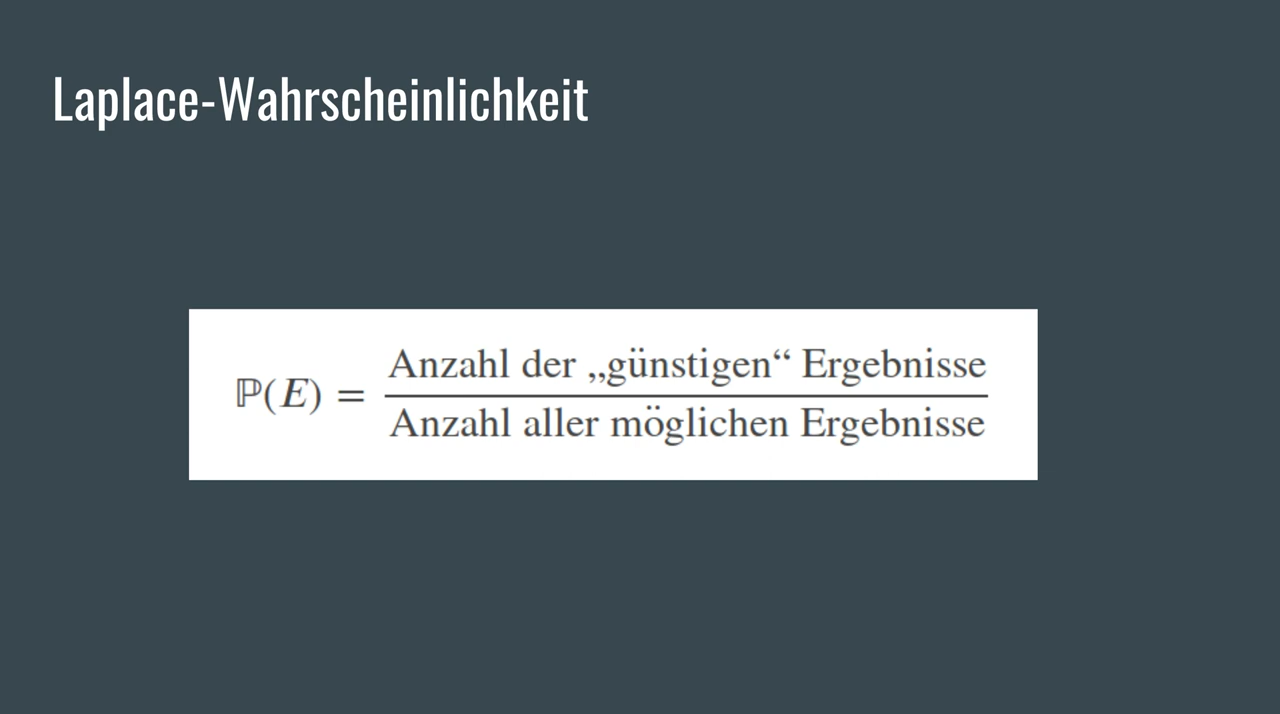 Laplace-Wahrscheinlichkeit
Anzahl der „günstigen“ Ergebnisse
ℙ(E) =
Anzahl aller möglichen Ergebnisse